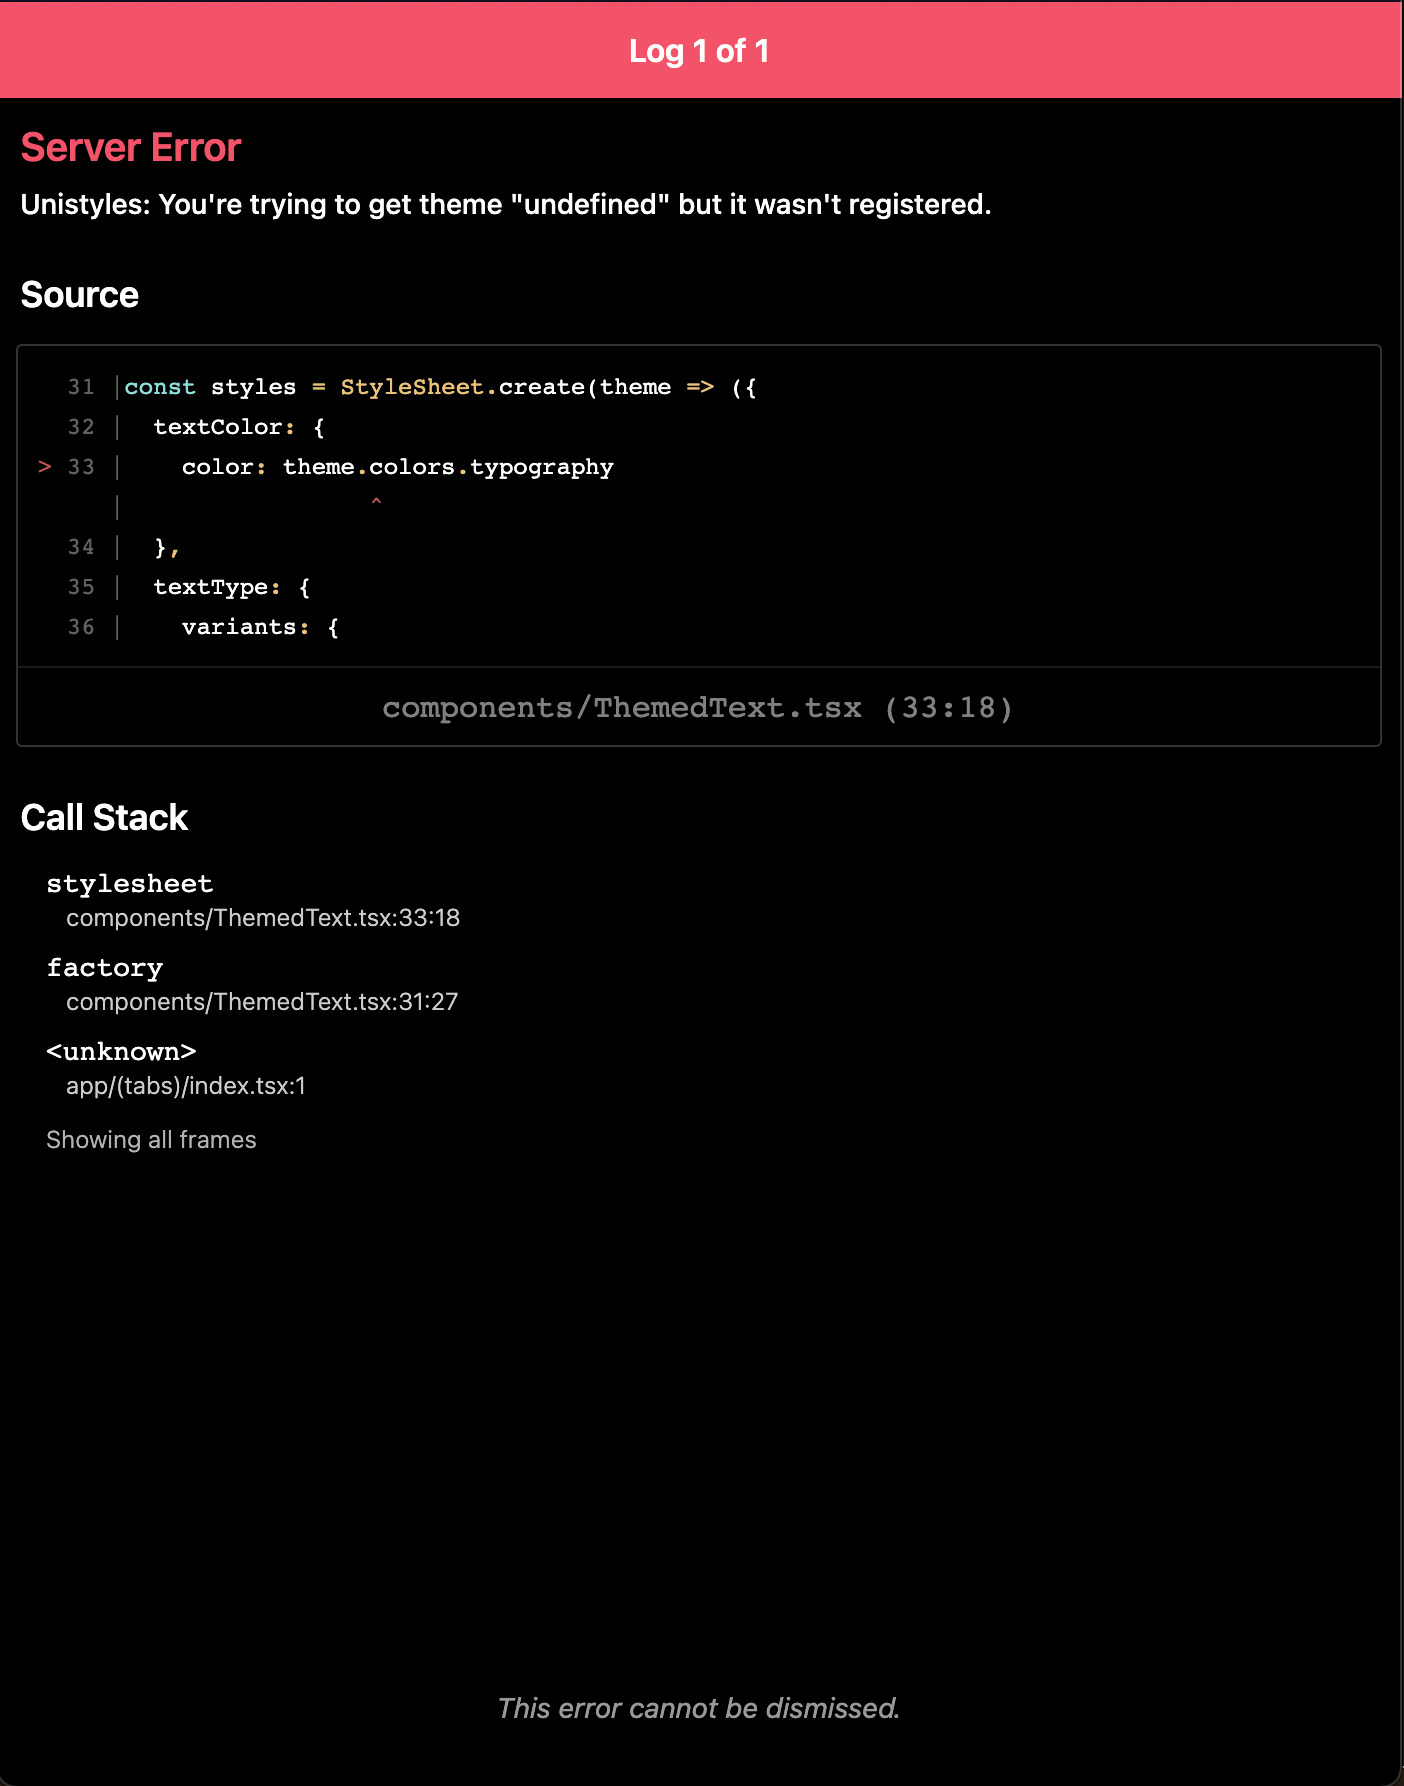 Log 1 of 1
Server Error
Unistyles: You're trying to get theme "undefined" but it wasn't registered.
Source
31 |const styles = StyleSheet.create(theme => ({
32 |  textColor: {
> 33 |    color: theme.colors.typography
|                 ^
34 |  },
35 |  textType: {
36 |    variants: {
components/ThemedText.tsx (33:18)
Call Stack
stylesheet
components/ThemedText.tsx:33:18
factory
components/ThemedText.tsx:31:27
<unknown>
app/(tabs)/index.tsx:1
Showing all frames
This error cannot be dismissed.